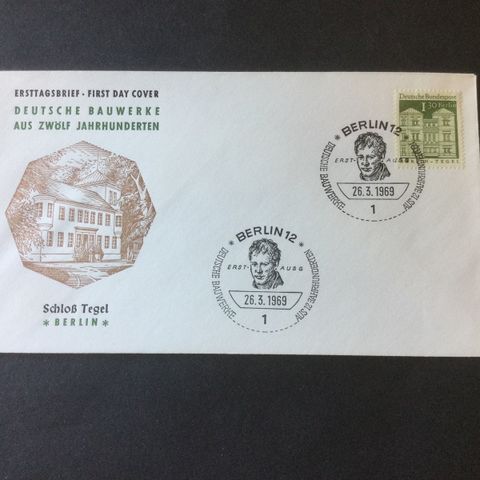 ERSTTAGSBRIEF · FIRST DAY COVER
DEUTSCHE BAUWERKE
AUS ZWÖLF JAHRHUNDERTEN
Schloß Tegel
* BERLIN *
Deutsche Bundespost
1.30 Berlin
TEGEL
* BERLIN 12 *
DEUTSCHE BAUWERKE
ERST- AUSG
AUS 12 JAHRHUNDERTEN
26.3.1969
1
* BERLIN 12 *
DEUTSCHE BAUWERKE
ERST- AUSG
AUS 12 JAHRHUNDERTEN
26.3.1969
1